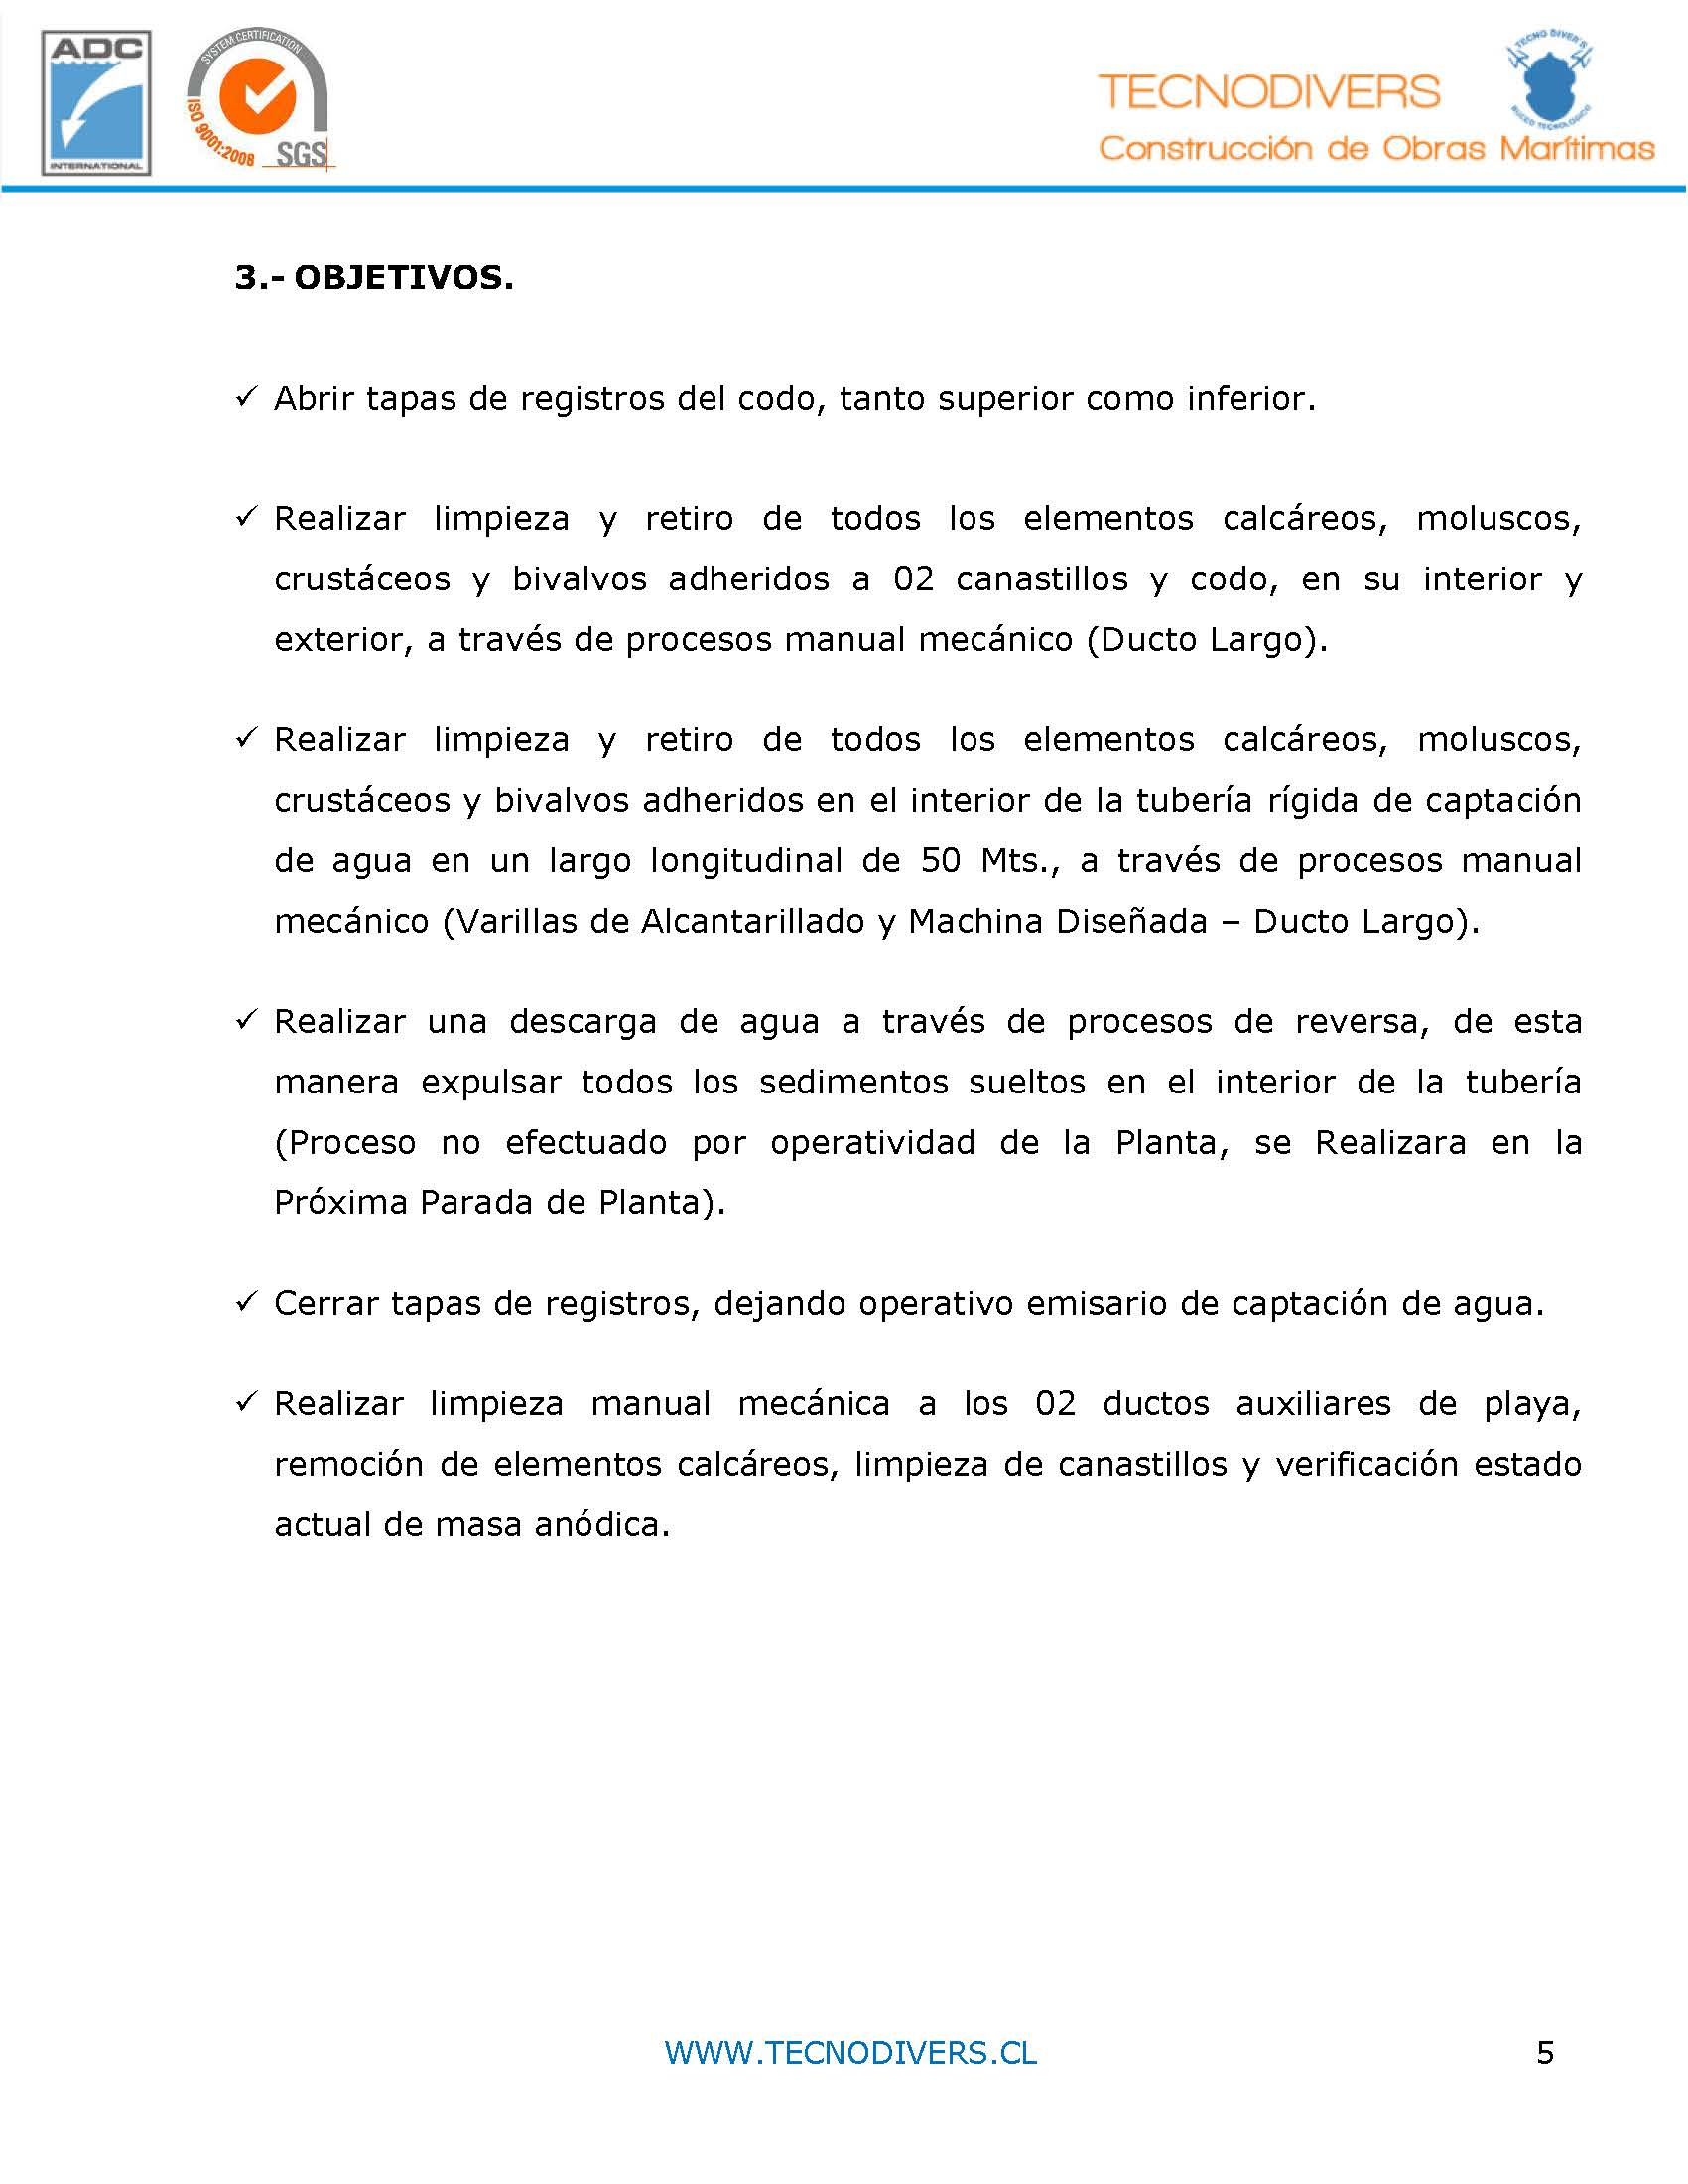 ADC
INTERNATIONAL
SYSTEM CERTIFICATION
ISO 9001:2008
SGS
TECNODIVERS
TECNO DIVER'S
BUCEO TECNOLOGICO
Construcción de Obras Marítimas
3.- OBJETIVOS.
✓ Abrir tapas de registros del codo, tanto superior como inferior.
✓ Realizar limpieza y retiro de todos los elementos calcáreos, moluscos,
crustáceos y bivalvos adheridos a 02 canastillos y codo, en su interior y
exterior, a través de procesos manual mecánico (Ducto Largo).
✓ Realizar limpieza y retiro de todos los elementos calcáreos, moluscos,
crustáceos y bivalvos adheridos en el interior de la tubería rígida de captación
de agua en un largo longitudinal de 50 Mts., a través de procesos manual
mecánico (Varillas de Alcantarillado y Machina Diseñada – Ducto Largo).
✓ Realizar una descarga de agua a través de procesos de reversa, de esta
manera expulsar todos los sedimentos sueltos en el interior de la tubería
(Proceso no efectuado por operatividad de la Planta, se Realizara en la
Próxima Parada de Planta).
✓ Cerrar tapas de registros, dejando operativo emisario de captación de agua.
✓ Realizar limpieza manual mecánica a los 02 ductos auxiliares de playa,
remoción de elementos calcáreos, limpieza de canastillos y verificación estado
actual de masa anódica.
WWW.TECNODIVERS.CL
5